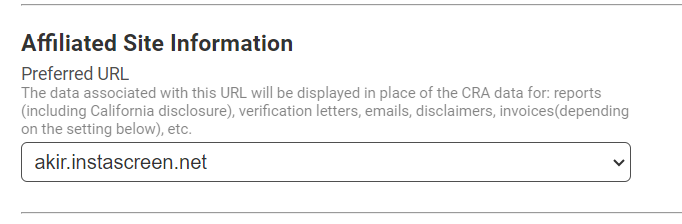 Affiliated Site Information
Preferred URL
The data associated with this URL will be displayed in place of the CRA data for: reports
(including California disclosure), verification letters, emails, disclaimers, invoices(depending
on the setting below), etc.
akir.instascreen.net